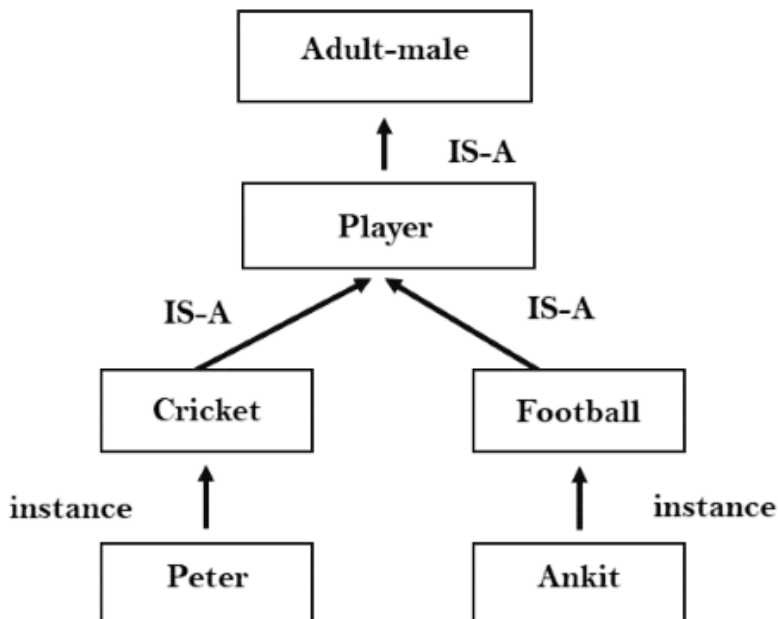 Adult-male
IS-A
Player
IS-A
IS-A
Cricket
Football
instance
instance
Peter
Ankit